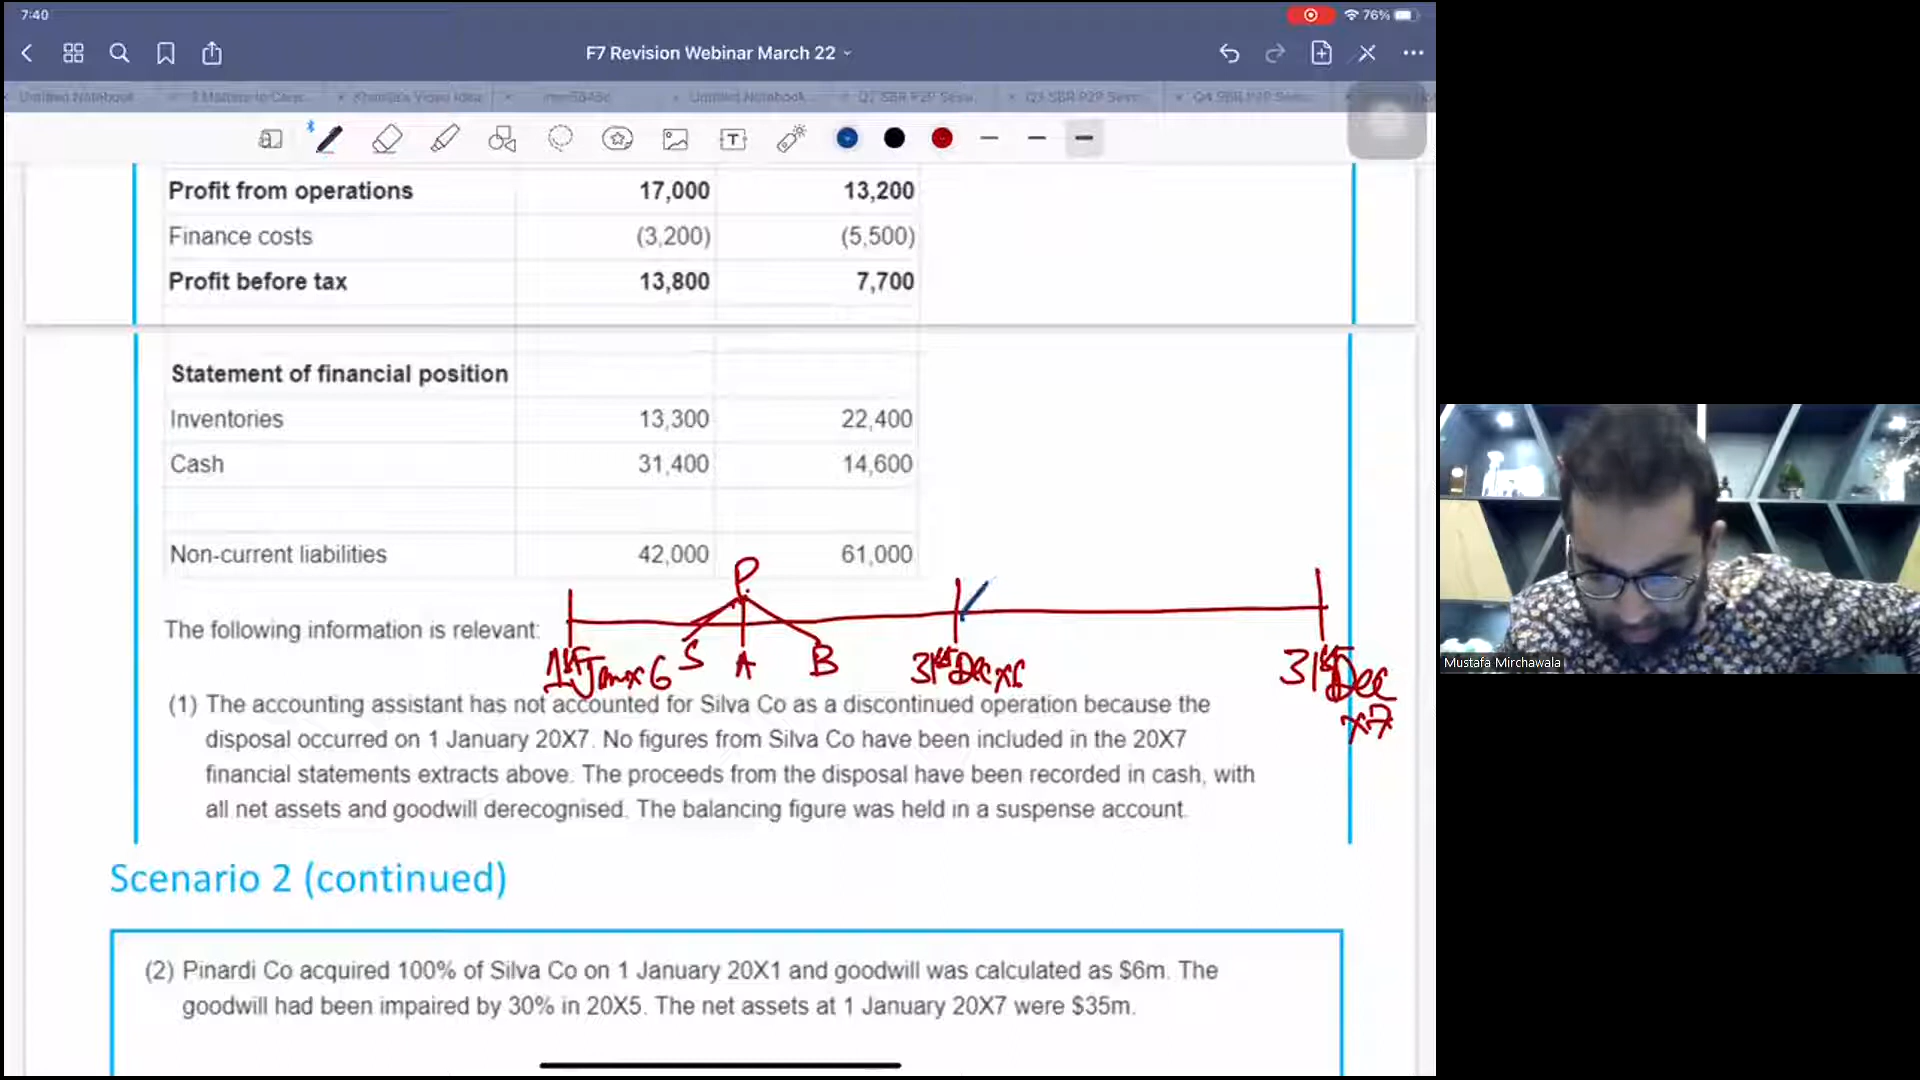 7:40
76%
F7 Revision Webinar March 22
Untitled Notebook
Untitled Notebook...
Profit from operations 17,000 13,200
Finance costs (3,200) (5,500)
Profit before tax 13,800 7,700
Statement of financial position
Inventories 13,300 22,400
Cash 31,400 14,600
Non-current liabilities 42,000 61,000
P
The following information is relevant:
S A B
1st Jan x6 31st Dec x6 31st Dec x7
(1) The accounting assistant has not accounted for Silva Co as a discontinued operation because the
disposal occurred on 1 January 20X7. No figures from Silva Co have been included in the 20X7
financial statements extracts above. The proceeds from the disposal have been recorded in cash, with
all net assets and goodwill derecognised. The balancing figure was held in a suspense account.
Scenario 2 (continued)
(2) Pinardi Co acquired 100% of Silva Co on 1 January 20X1 and goodwill was calculated as $6m. The
goodwill had been impaired by 30% in 20X5. The net assets at 1 January 20X7 were $35m.
Mustafa Mirchawala